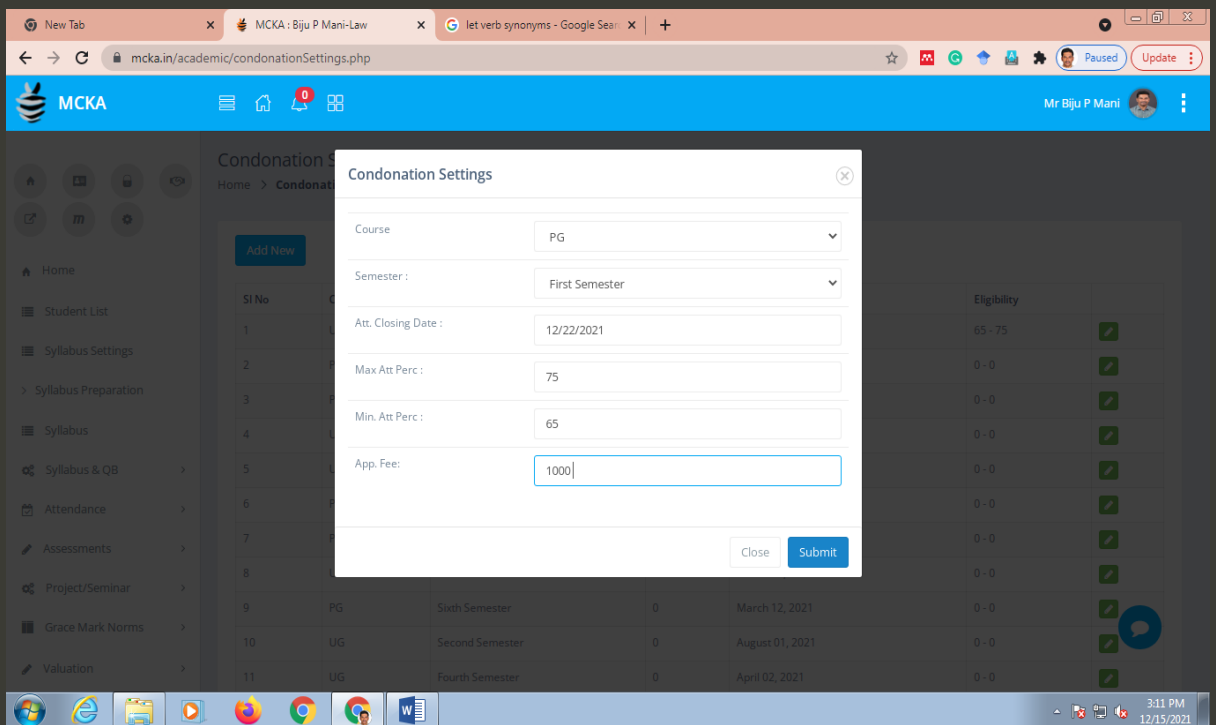 New Tab
MCKA : Biju P Mani-Law
let verb synonyms - Google Sear
mcka.in/academic/condonationSettings.php
Paused
Update
MCKA
0
Mr Biju P Mani
Condonation S
Home > Condonati
Condonation Settings
Course
PG
Semester :
First Semester
Att. Closing Date :
12/22/2021
Max Att Perc :
75
Min. Att Perc :
65
App. Fee:
1000
Close
Submit
Home
Student List
Syllabus Settings
> Syllabus Preparation
Syllabus
Syllabus & QB
Attendance
Assessments
Project/Seminar
Grace Mark Norms
Valuation
Add New
Sl No Eligibility
1 65 - 75
2 0 - 0
3 0 - 0
4 0 - 0
5 0 - 0
6 0 - 0
7 0 - 0
8 0 - 0
9 PG Sixth Semester 0 March 12, 2021 0 - 0
10 UG Second Semester 0 August 01, 2021 0 - 0
11 UG Fourth Semester 0 April 02, 2021 0 - 0
3:11 PM
12/15/2021